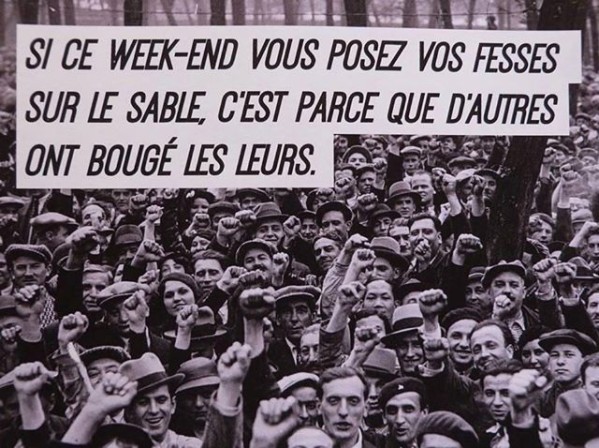 SI CE WEEK-END VOUS POSEZ VOS FESSES
SUR LE SABLE, C'EST PARCE QUE D'AUTRES
ONT BOUGÉ LES LEURS.